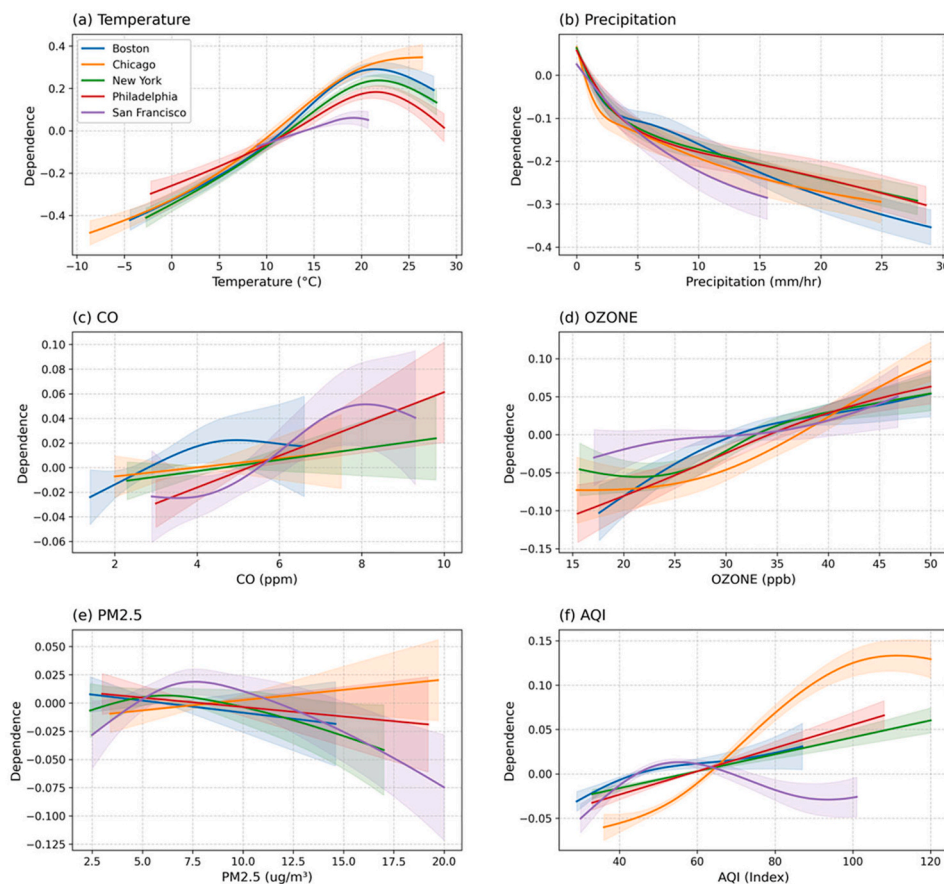 (a) Temperature
Dependence
0.4
0.2
0.0
−0.2
−0.4
Boston
Chicago
New York
Philadelphia
San Francisco
−10 −5 0 5 10 15 20 25 30
Temperature (°C)
(b) Precipitation
Dependence
0.0
−0.1
−0.2
−0.3
−0.4
0 5 10 15 20 25 30
Precipitation (mm/hr)
(c) CO
Dependence
0.10
0.08
0.06
0.04
0.02
0.00
−0.02
−0.04
−0.06
2 4 6 8 10
CO (ppm)
(d) OZONE
Dependence
0.10
0.05
0.00
−0.05
−0.10
−0.15
15 20 25 30 35 40 45 50
OZONE (ppb)
(e) PM2.5
Dependence
0.050
0.025
0.000
−0.025
−0.050
−0.075
−0.100
−0.125
2.5 5.0 7.5 10.0 12.5 15.0 17.5 20.0
PM2.5 (ug/m³)
(f) AQI
Dependence
0.15
0.10
0.05
0.00
−0.05
40 60 80 100 120
AQI (Index)